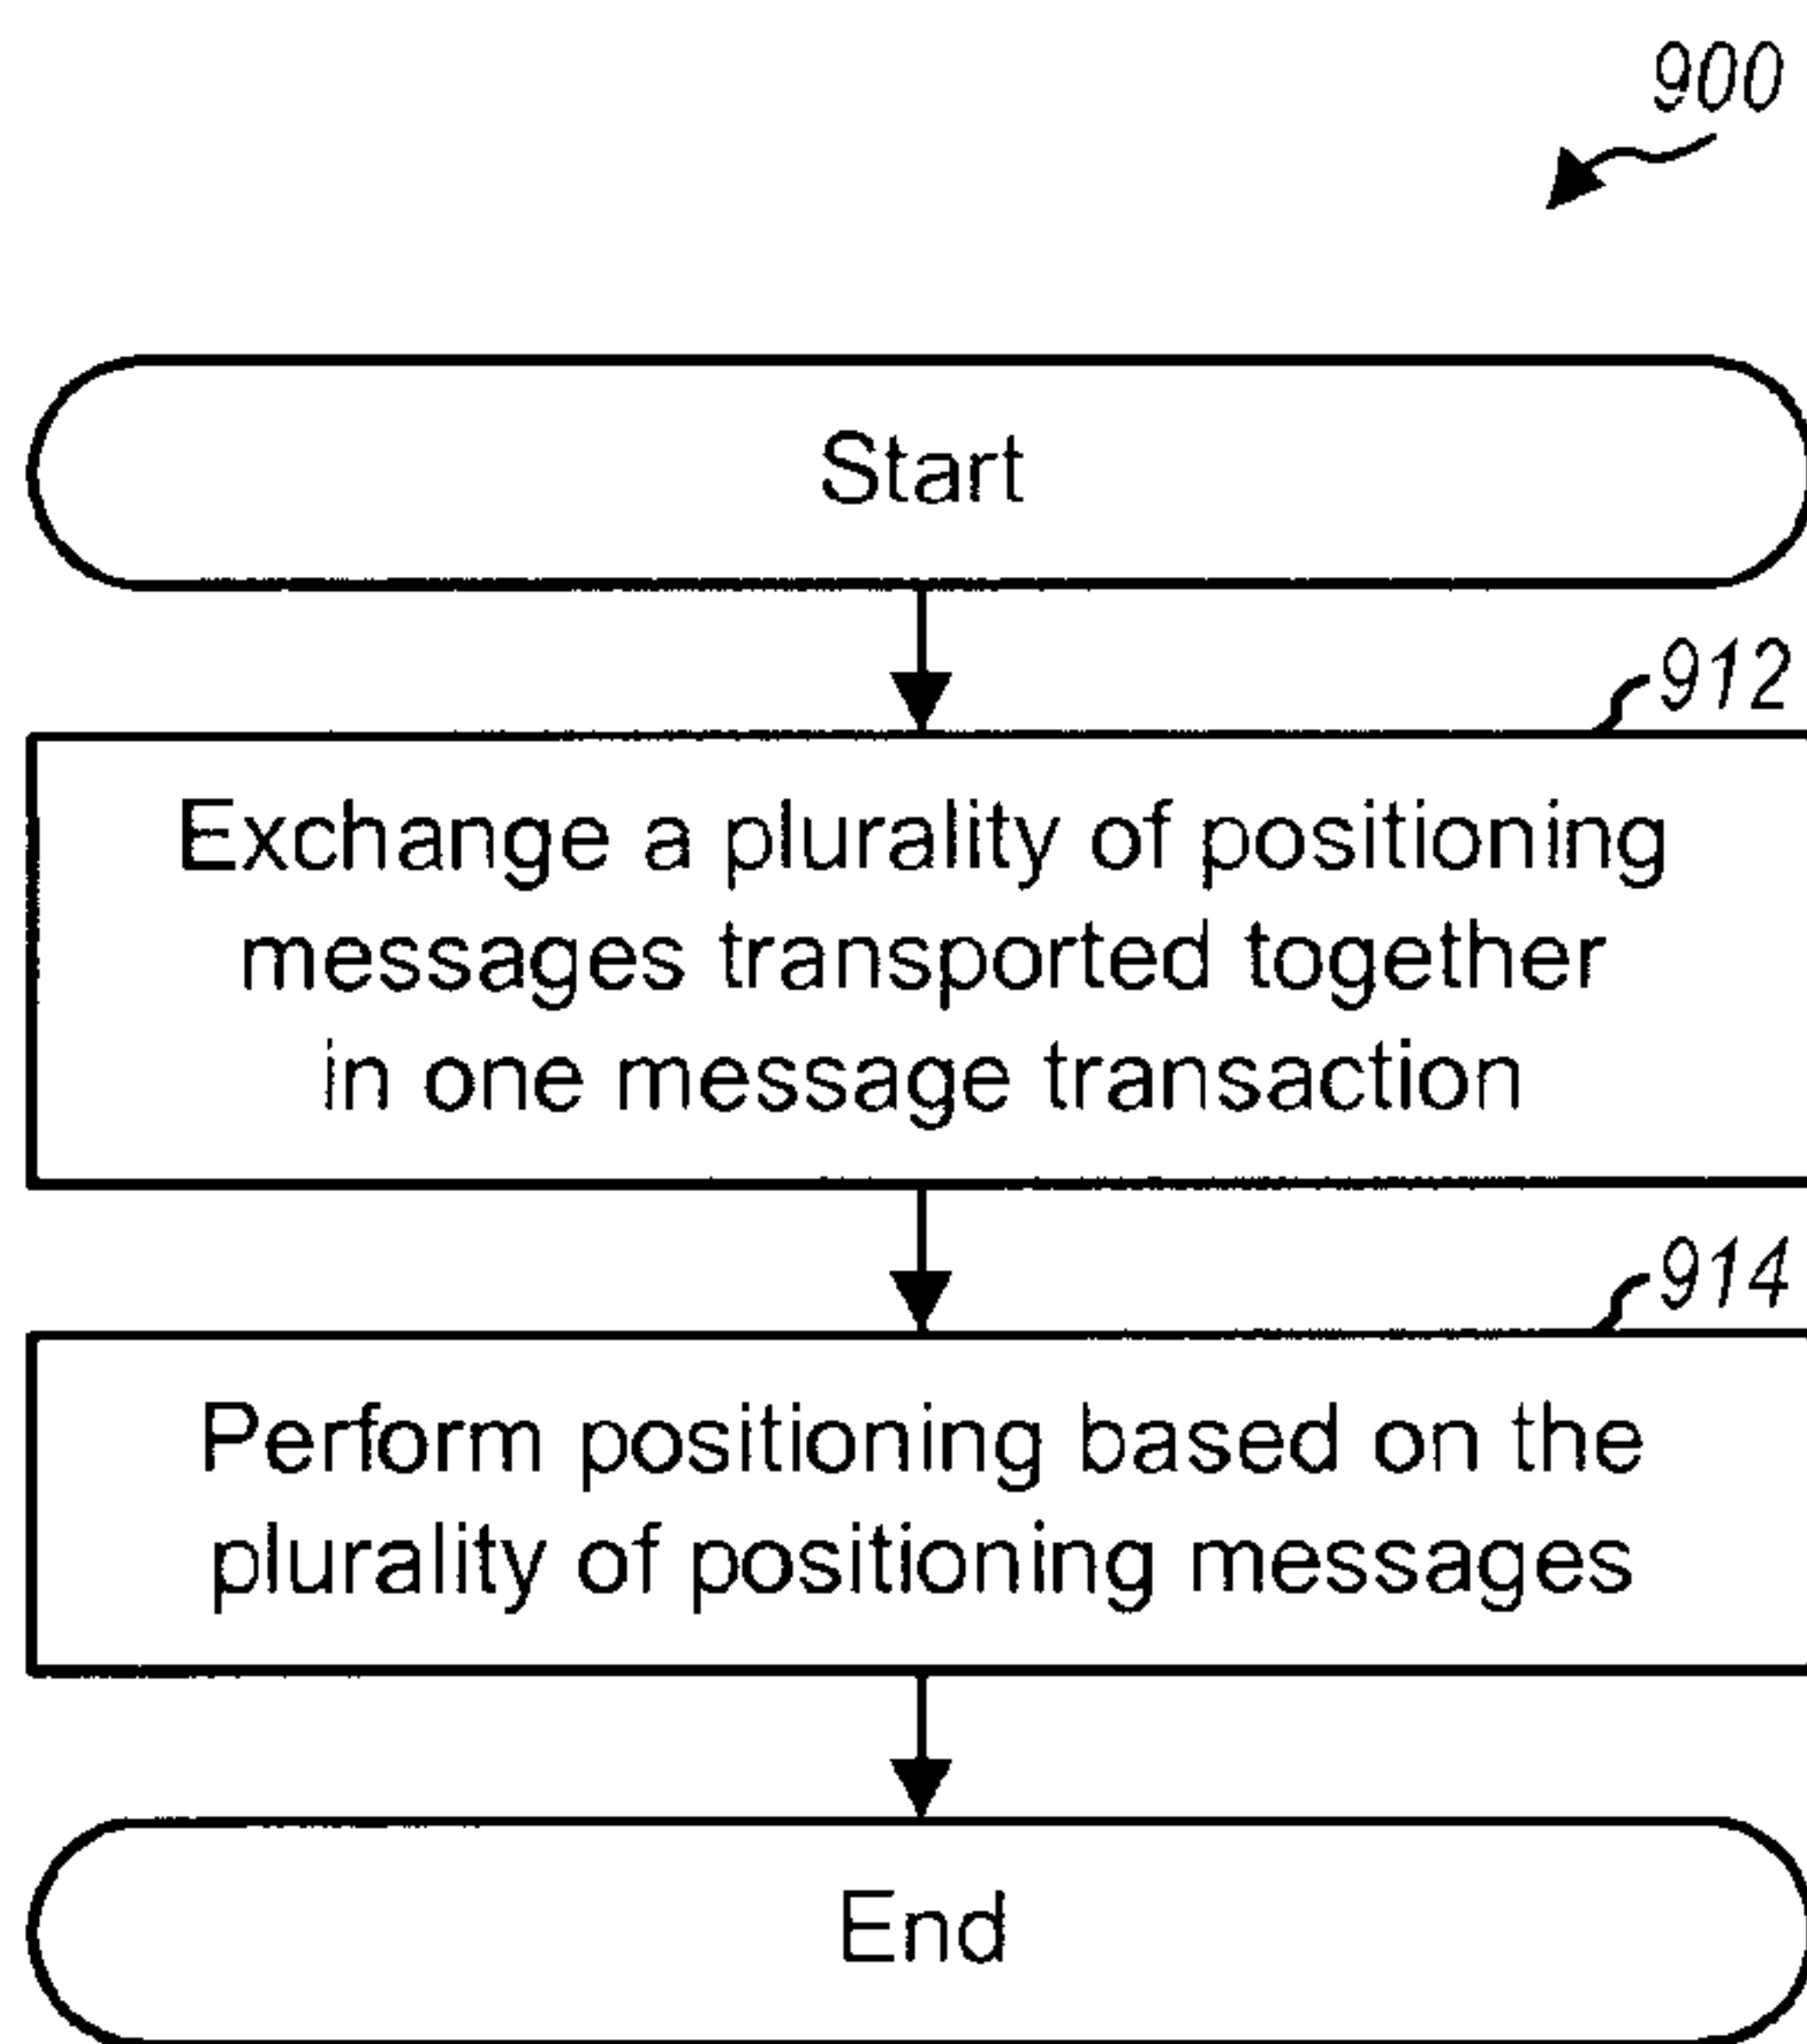 900
Start
912
Exchange a plurality of positioning
messages transported together
in one message transaction
914
Perform positioning based on the
plurality of positioning messages
End